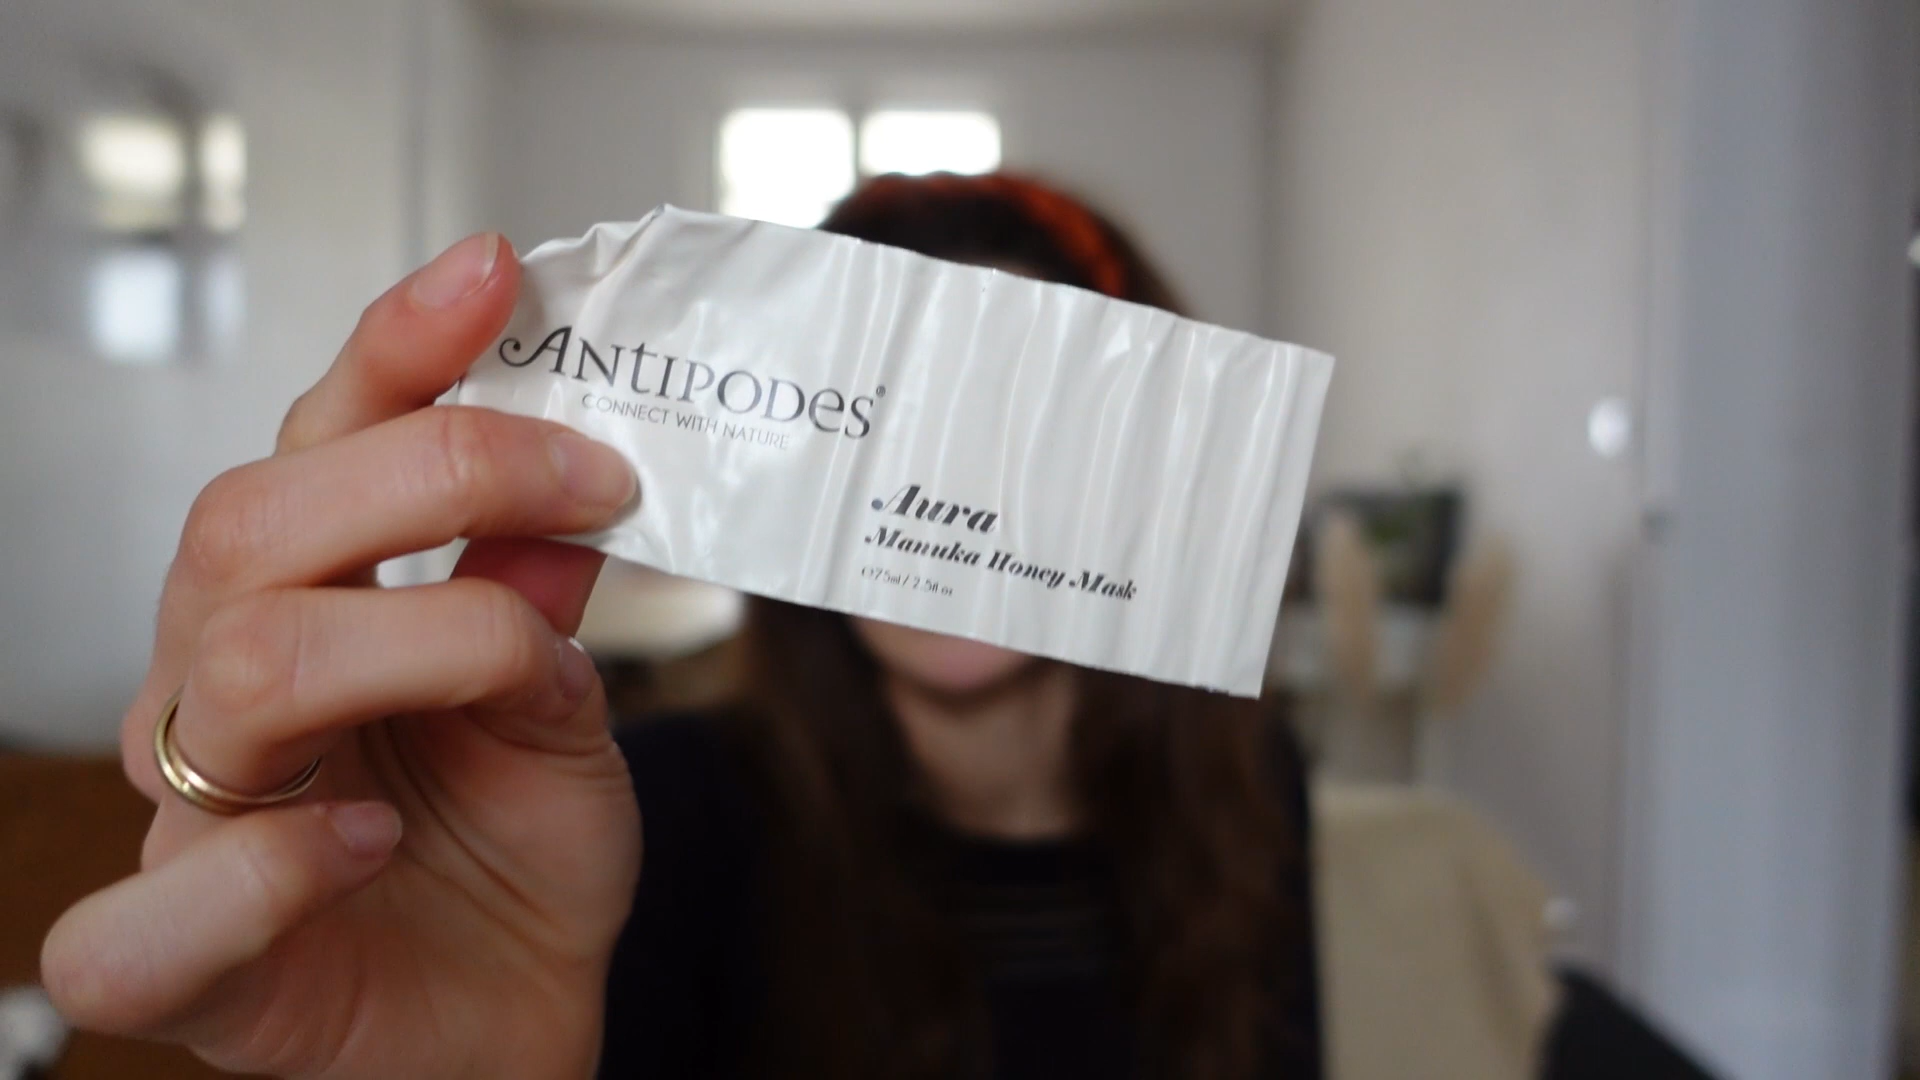 ANtIPODes®
CONNECT WITH NATURE
Aura
Manuka Honey Mask
℮75ml / 2.5fl oz